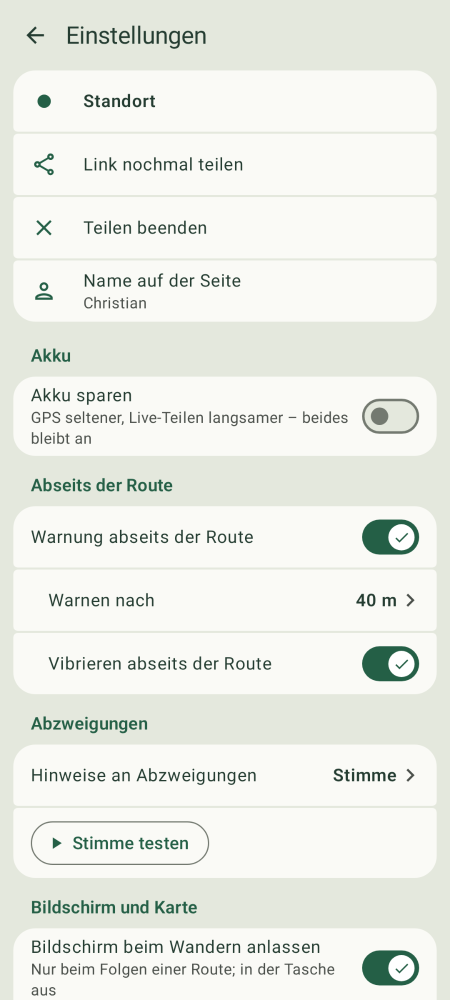 Einstellungen
Standort
Link nochmal teilen
Teilen beenden
Name auf der Seite
Christian
Akku
Akku sparen
GPS seltener, Live-Teilen langsamer – beides
bleibt an
Abseits der Route
Warnung abseits der Route
Warnen nach 40 m
Vibrieren abseits der Route
Abzweigungen
Hinweise an Abzweigungen Stimme
Stimme testen
Bildschirm und Karte
Bildschirm beim Wandern anlassen
Nur beim Folgen einer Route; in der Tasche
aus